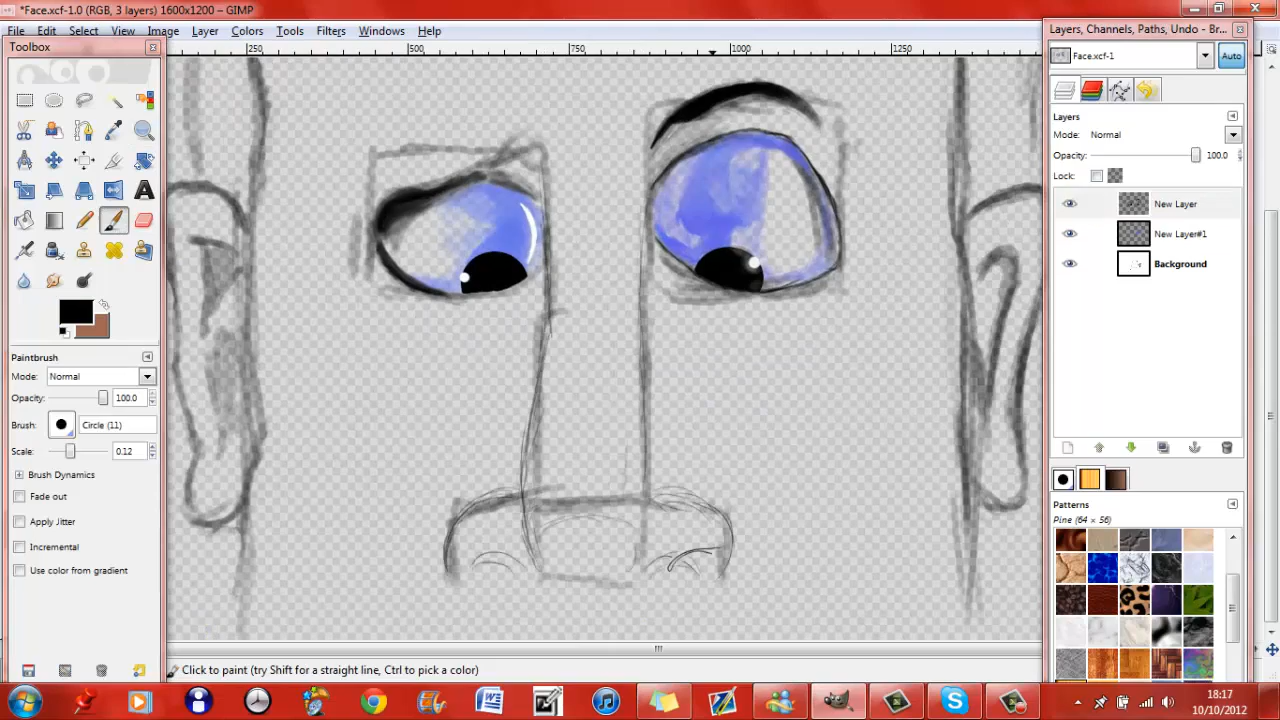 *Face.xcf-1.0 (RGB, 3 layers) 1600x1200 – GIMP
File Edit Select View Image Layer Colors Tools Filters Windows Help
Toolbox
250 500 750 1000 1250
Layers, Channels, Paths, Undo - Br...
Face.xcf-1 Auto
Layers
Mode: Normal
Opacity: 100.0
Lock:
New Layer
New Layer#1
Background
Paintbrush
Mode: Normal
Opacity: 100.0
Brush: Circle (11)
Scale: 0.12
Brush Dynamics
Fade out
Apply Jitter
Incremental
Use color from gradient
Patterns
Pine (64 × 56)
Click to paint (try Shift for a straight line, Ctrl to pick a color)
18:17
10/10/2012